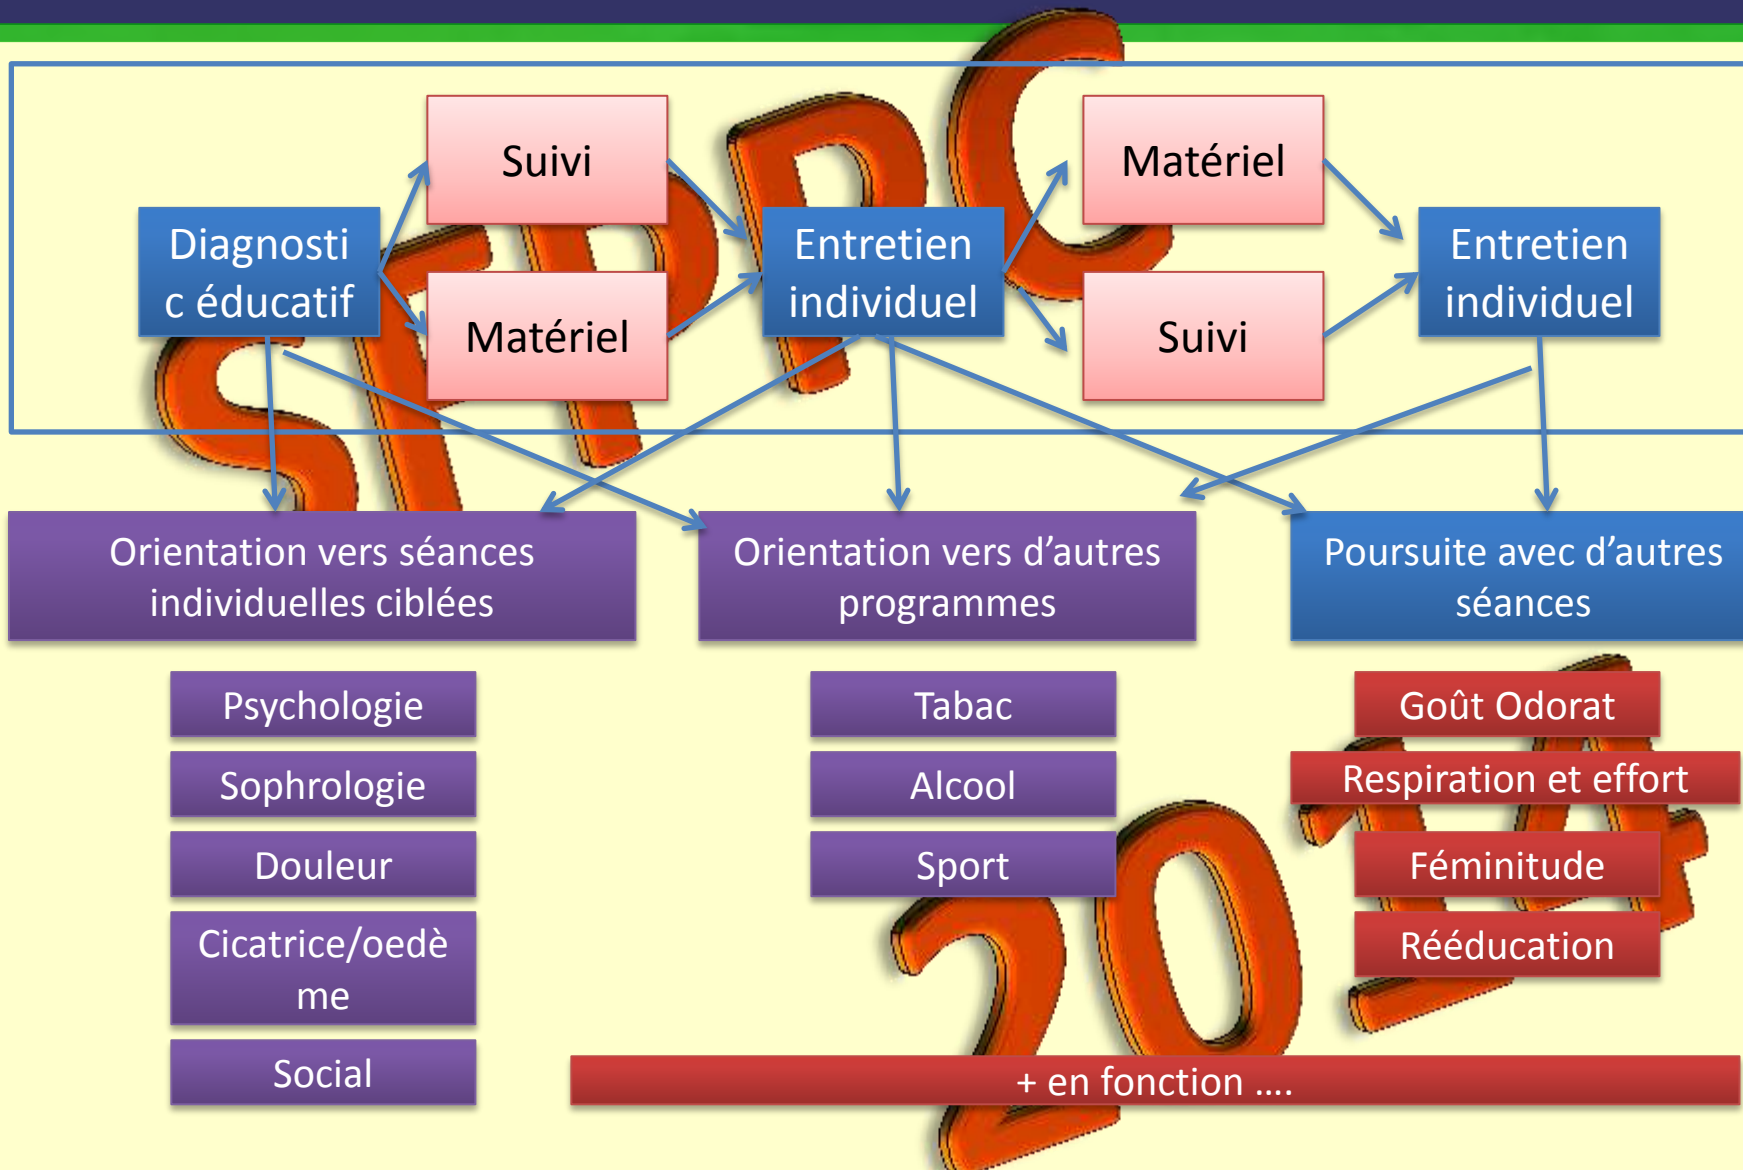 SFPPC
Suivi
Matériel
Diagnosti
c éducatif
Entretien
individuel
Entretien
individuel
Matériel
Suivi
Orientation vers séances
individuelles ciblées
Orientation vers d’autres
programmes
Poursuite avec d’autres
séances
Psychologie
Sophrologie
Douleur
Cicatrice/oedè
me
Social
Tabac
Alcool
Sport
Goût Odorat
Respiration et effort
Féminitude
Rééducation
+ en fonction ….
2014